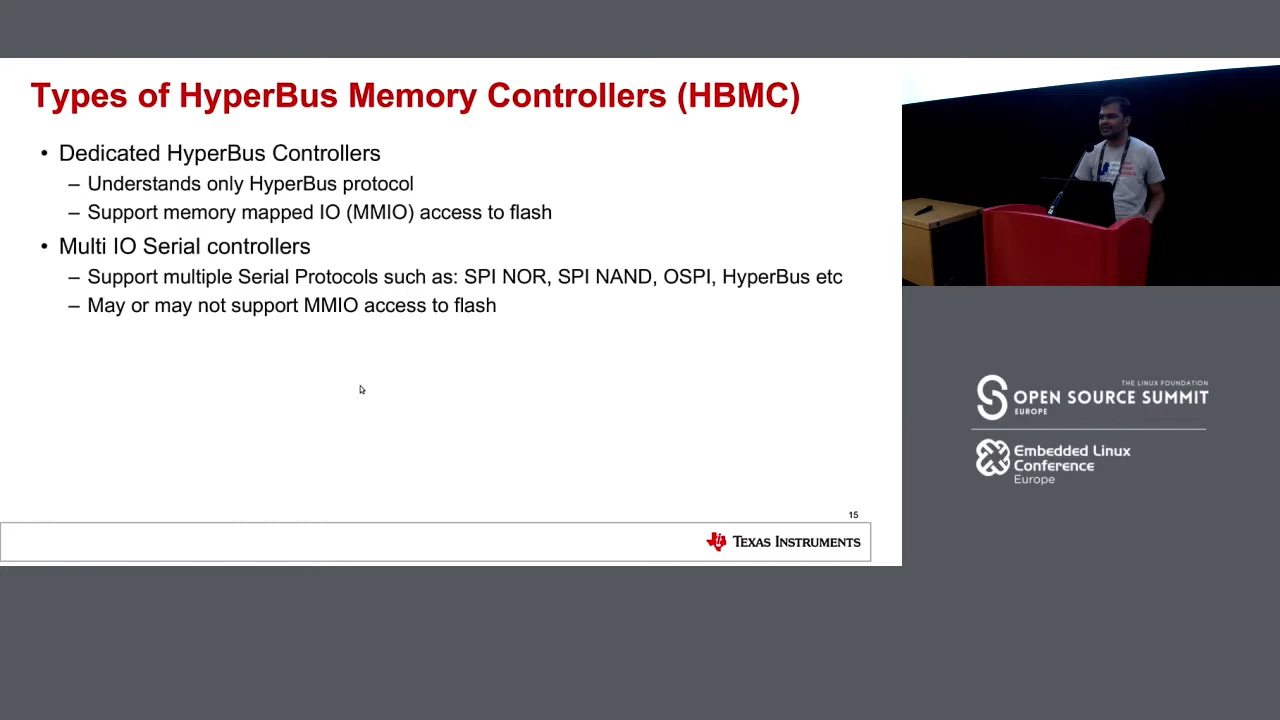 Types of HyperBus Memory Controllers (HBMC)
• Dedicated HyperBus Controllers
– Understands only HyperBus protocol
– Support memory mapped IO (MMIO) access to flash
• Multi IO Serial controllers
– Support multiple Serial Protocols such as: SPI NOR, SPI NAND, OSPI, HyperBus etc
– May or may not support MMIO access to flash
15
TEXAS INSTRUMENTS
THE LINUX FOUNDATION
OPEN SOURCE SUMMIT
EUROPE
Embedded Linux
Conference
Europe